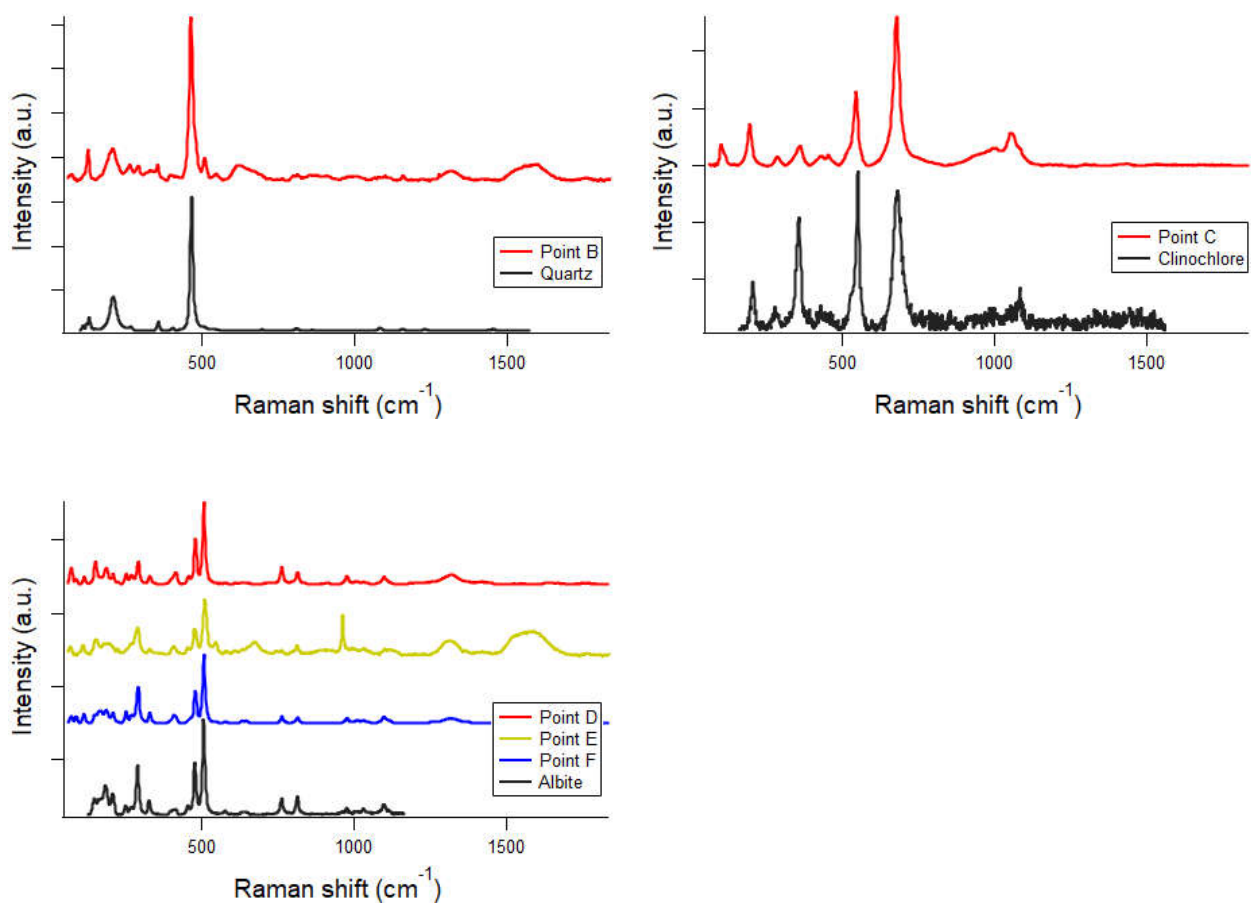 Intensity (a.u.)
Point B
Quartz
500
1000
1500
Raman shift (cm-1)
Intensity (a.u.)
Point C
Clinochlore
500
1000
1500
Raman shift (cm-1)
Intensity (a.u.)
Point D
Point E
Point F
Albite
500
1000
1500
Raman shift (cm-1)